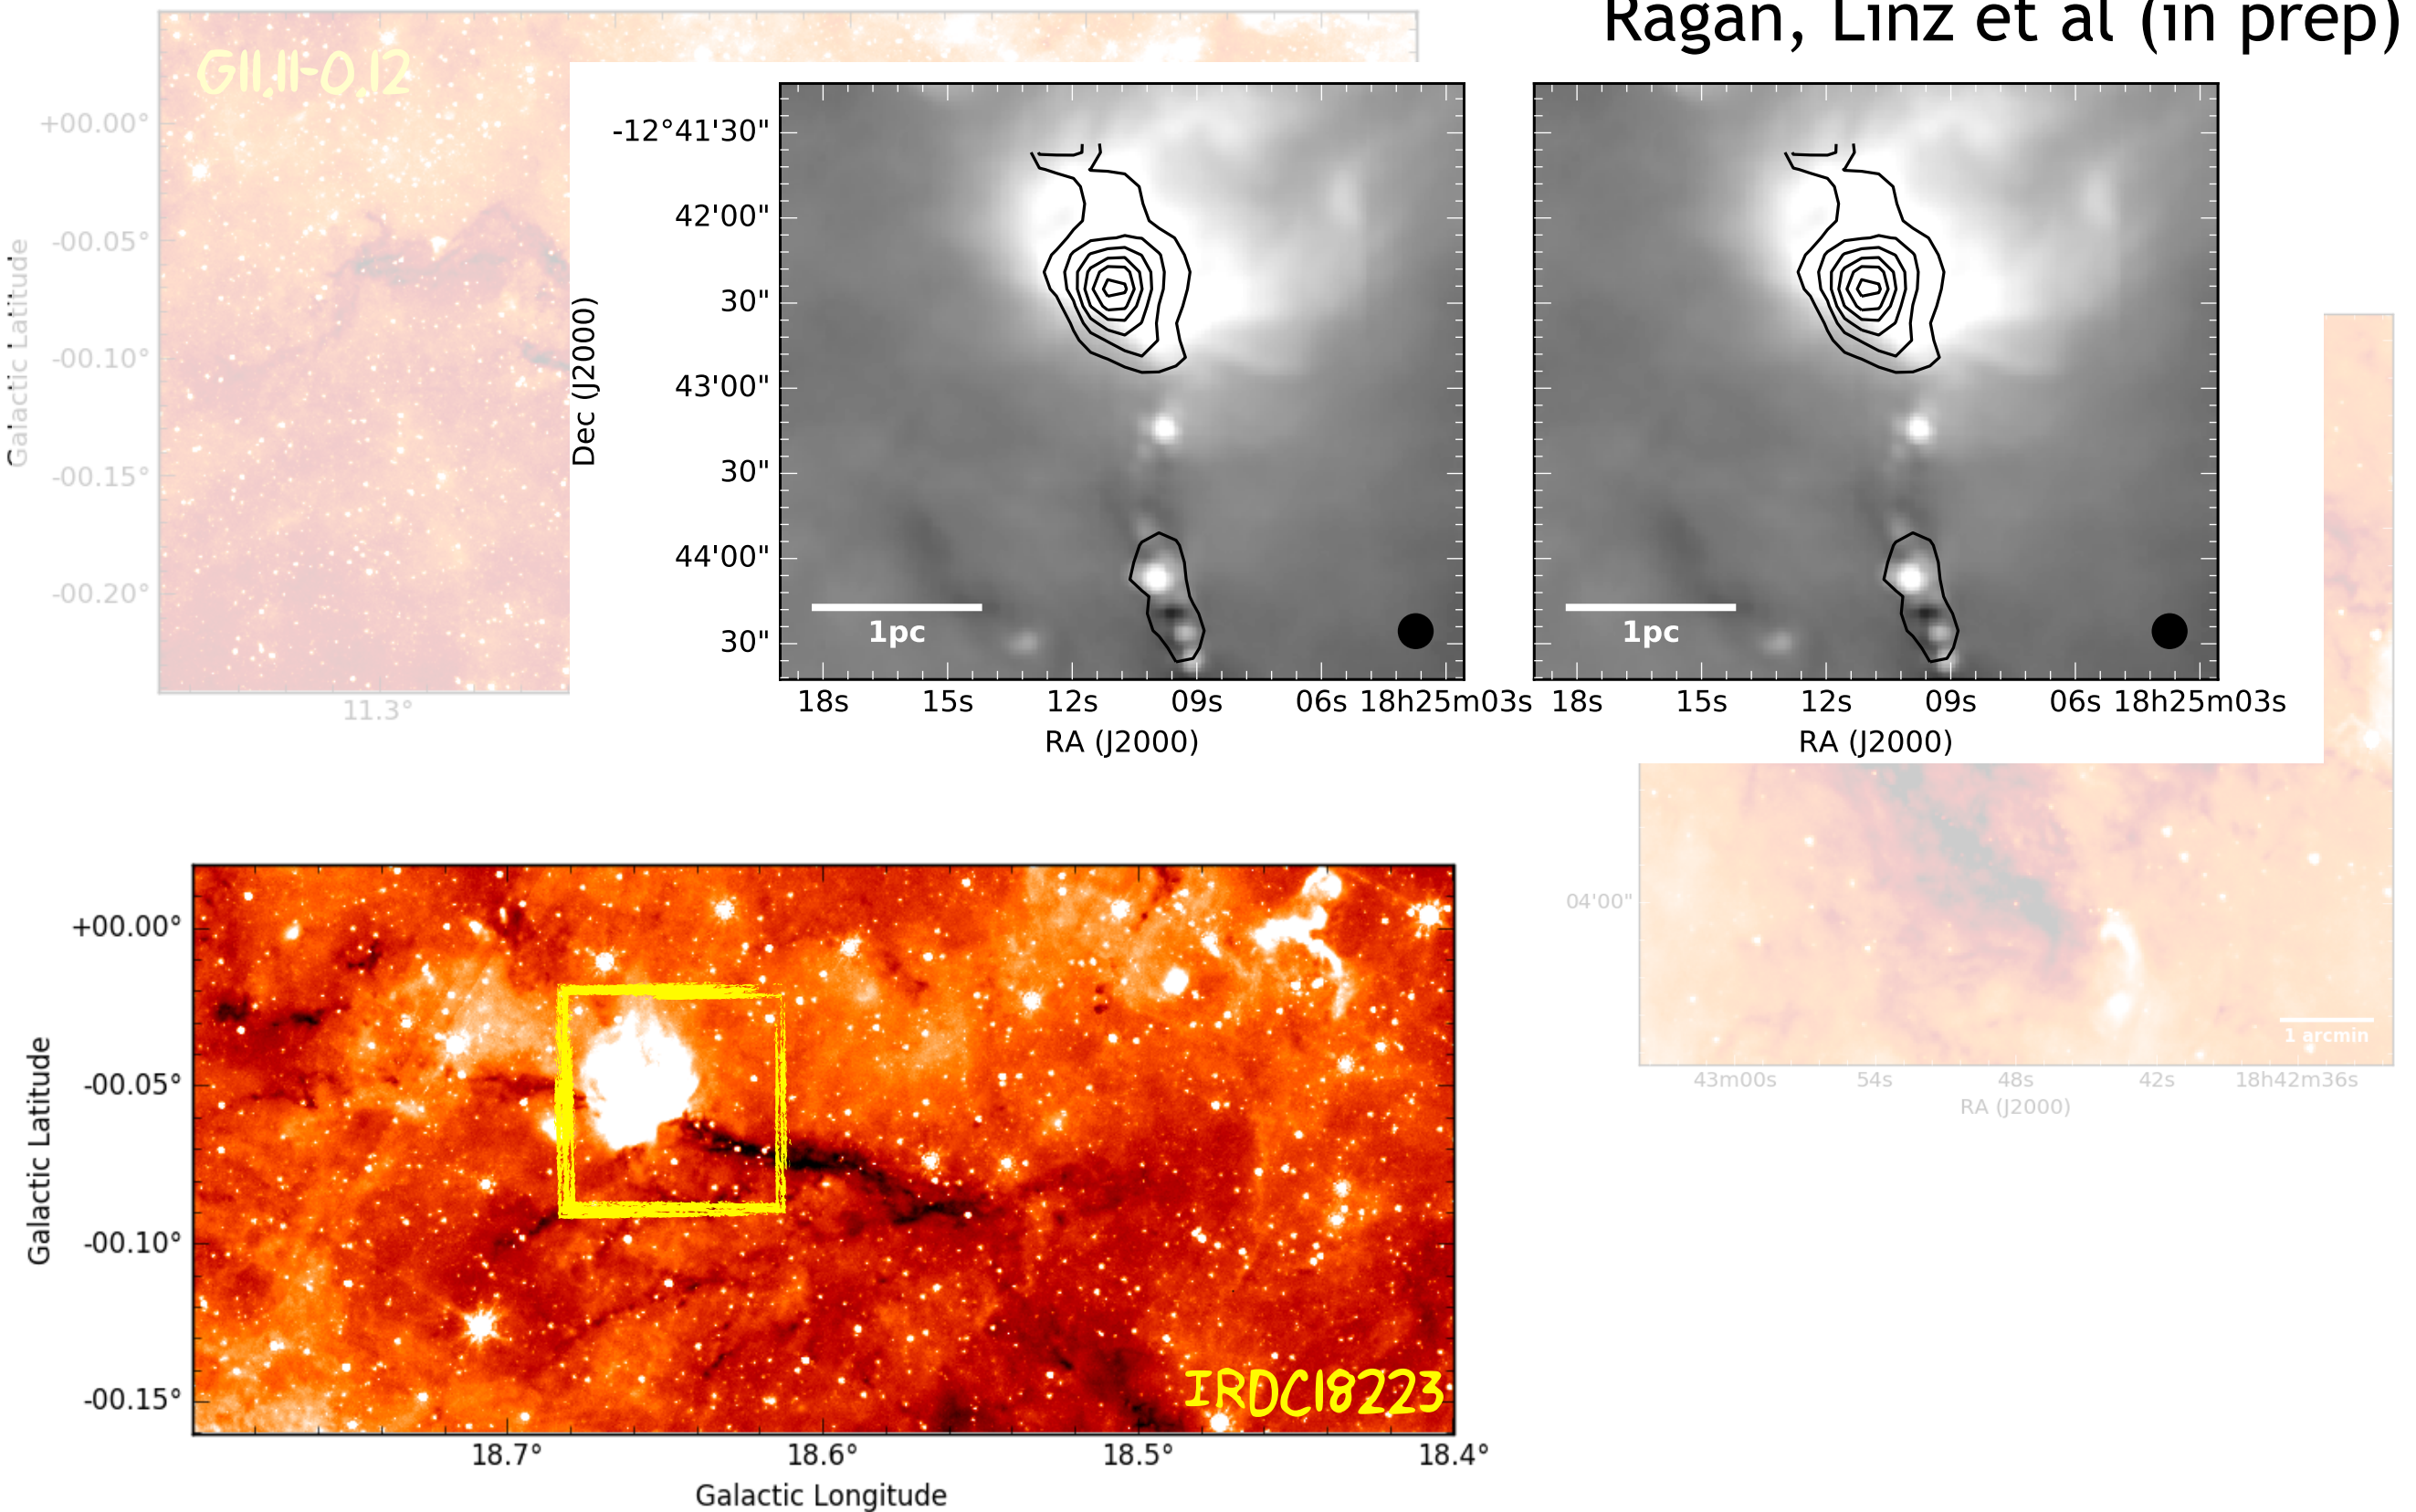 Ragan, Linz et al (in prep)
G11.11-0.12
+00.00°
-00.05°
-00.10°
-00.15°
-00.20°
Galactic Latitude
11.3°
-12°41'30"
42'00"
30"
43'00"
30"
44'00"
30"
Dec (J2000)
1pc
18s 15s 12s 09s 06s 18h25m03s
RA (J2000)
1pc
18s 15s 12s 09s 06s 18h25m03s
RA (J2000)
04'00"
1 arcmin
43m00s 54s 48s 42s 18h42m36s
RA (J2000)
+00.00°
-00.05°
-00.10°
-00.15°
Galactic Latitude
IRDC18223
18.7° 18.6° 18.5° 18.4°
Galactic Longitude